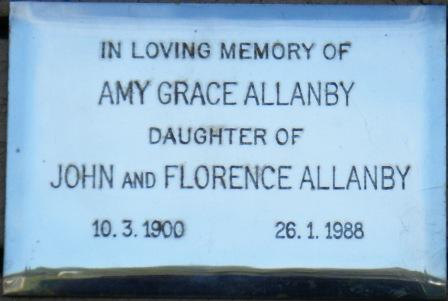 IN LOVING MEMORY OF
AMY GRACE ALLANBY
DAUGHTER OF
JOHN AND FLORENCE ALLANBY
10.3.1900 26.1.1988